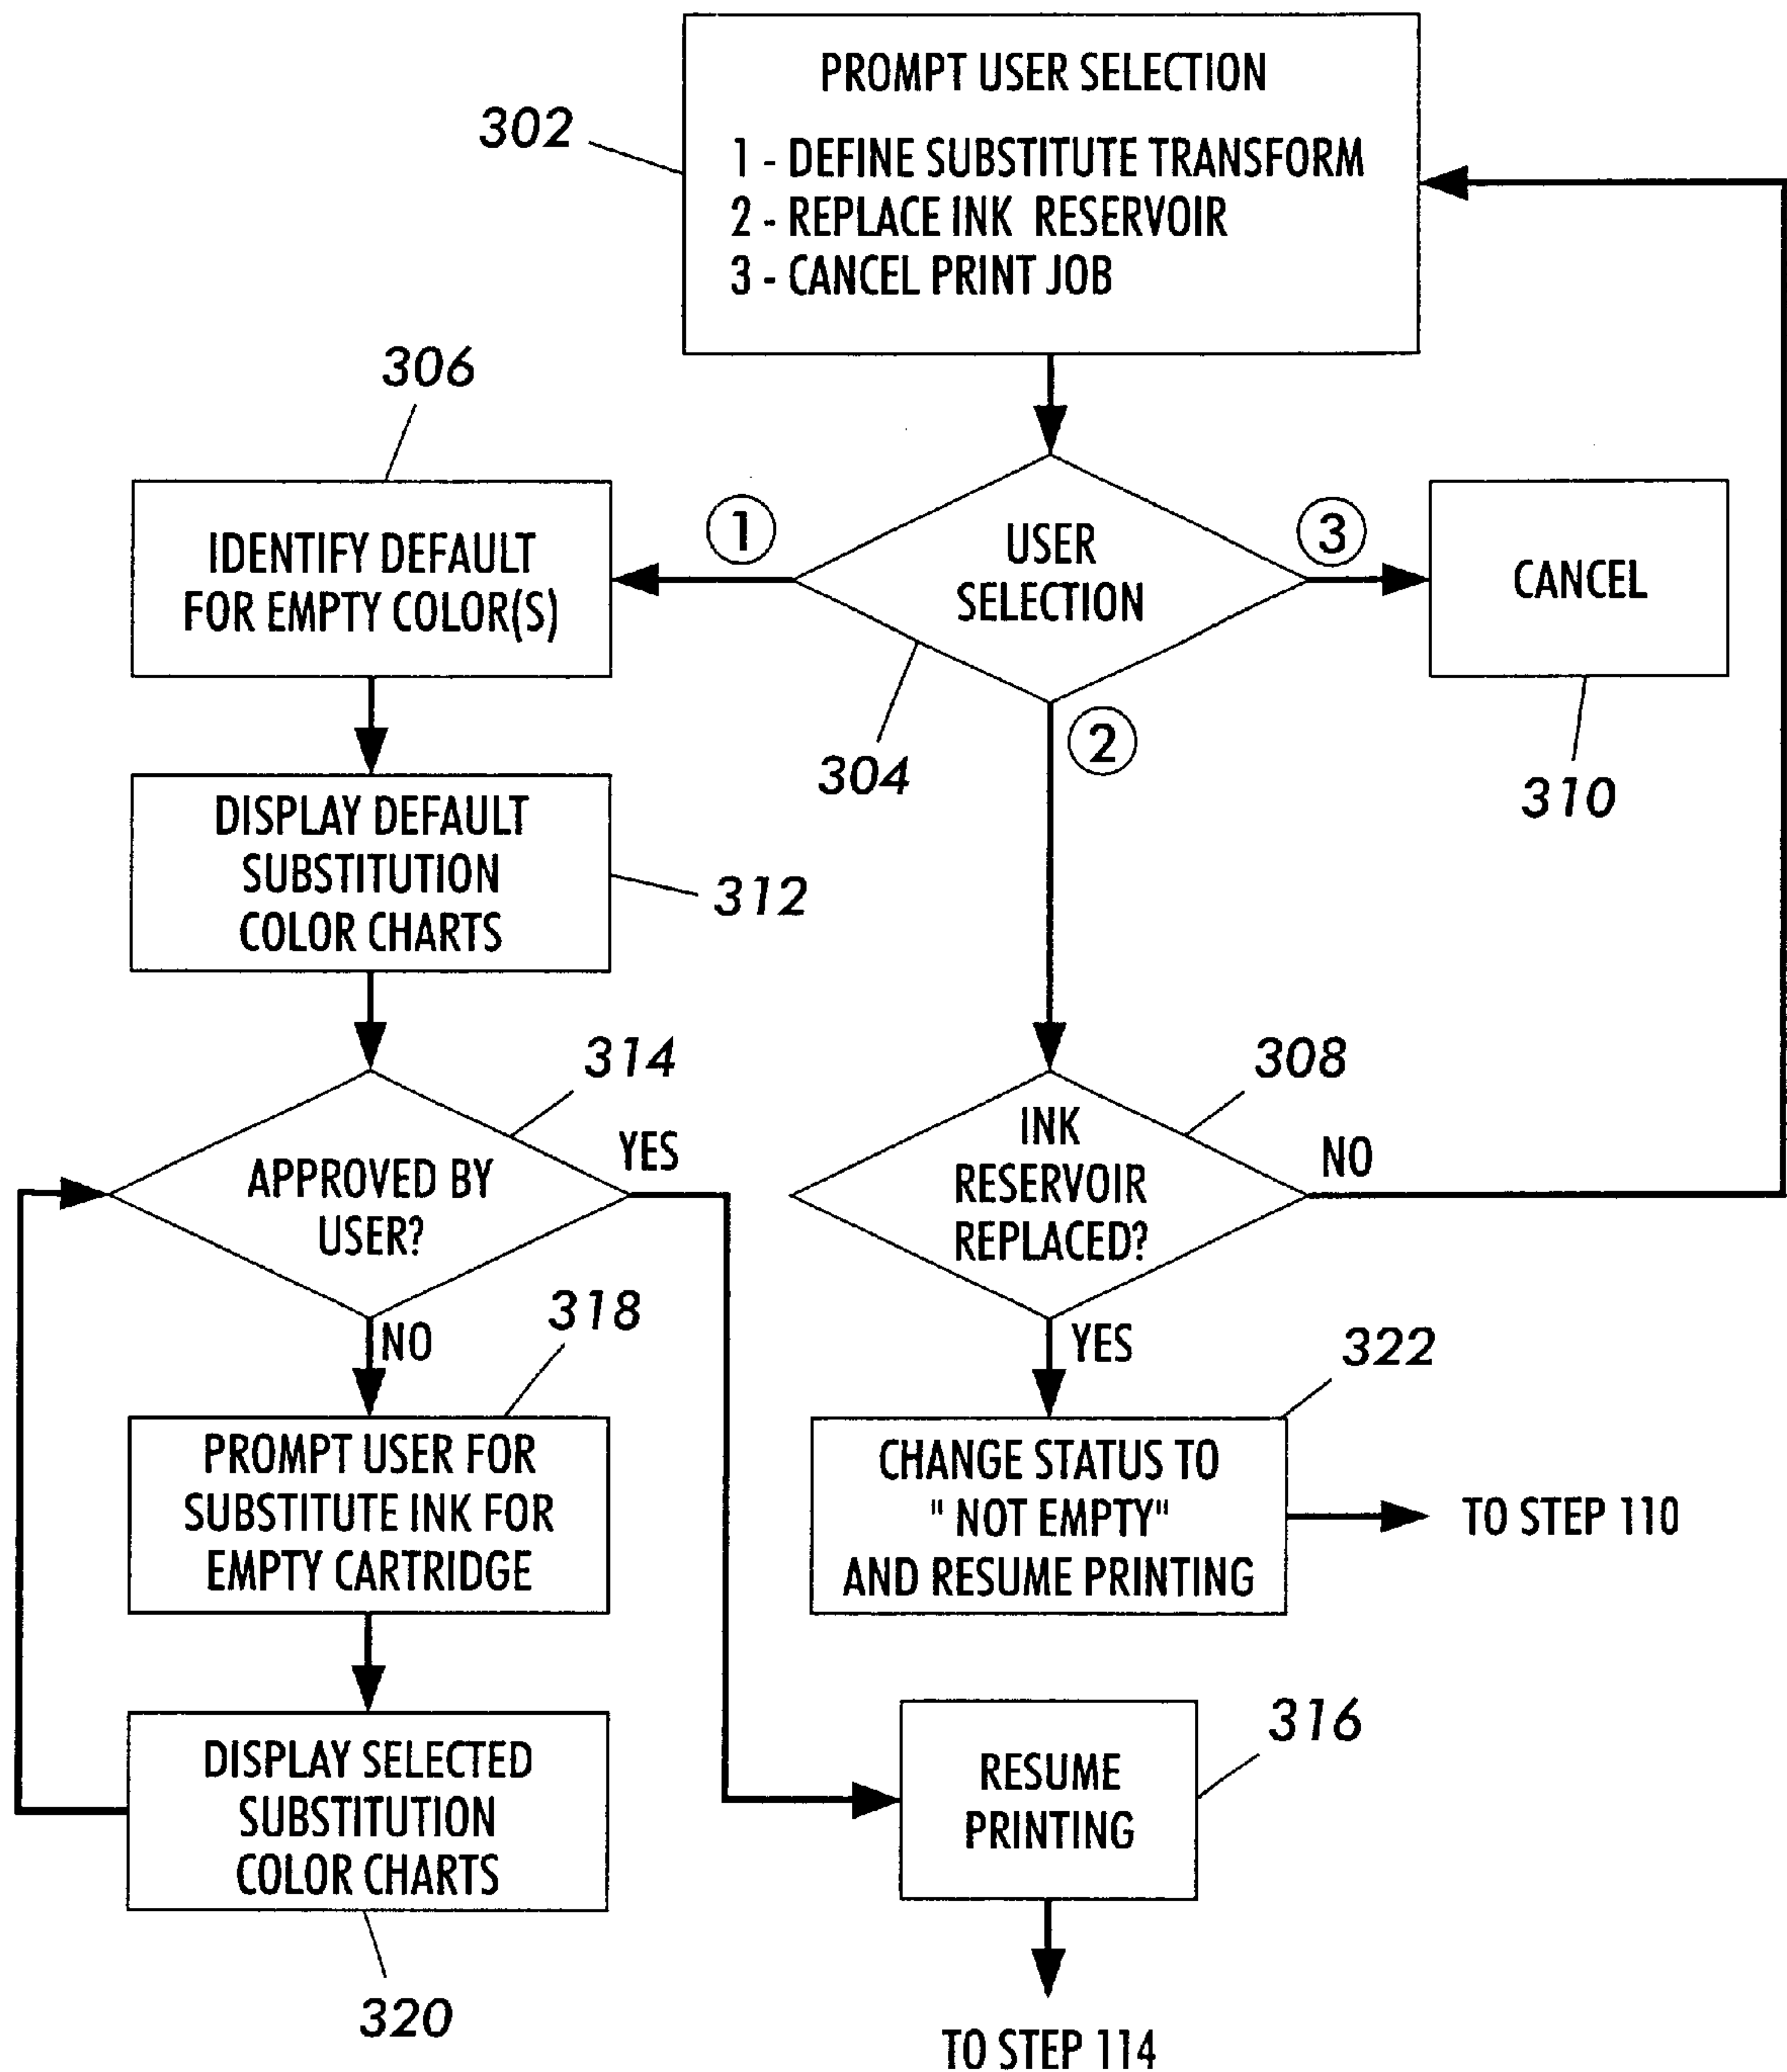 PROMPT USER SELECTION
302
1 - DEFINE SUBSTITUTE TRANSFORM
2 - REPLACE INK RESERVOIR
3 - CANCEL PRINT JOB
306
IDENTIFY DEFAULT
FOR EMPTY COLOR(S)
1
USER
SELECTION
3
CANCEL
304
2
310
DISPLAY DEFAULT
SUBSTITUTION
COLOR CHARTS
312
314
APPROVED BY
USER?
YES
308
INK
RESERVOIR
REPLACED?
NO
NO
318
YES
322
PROMPT USER FOR
SUBSTITUTE INK FOR
EMPTY CARTRIDGE
CHANGE STATUS TO
" NOT EMPTY"
AND RESUME PRINTING
TO STEP 110
DISPLAY SELECTED
SUBSTITUTION
COLOR CHARTS
320
RESUME
PRINTING
316
TO STEP 114